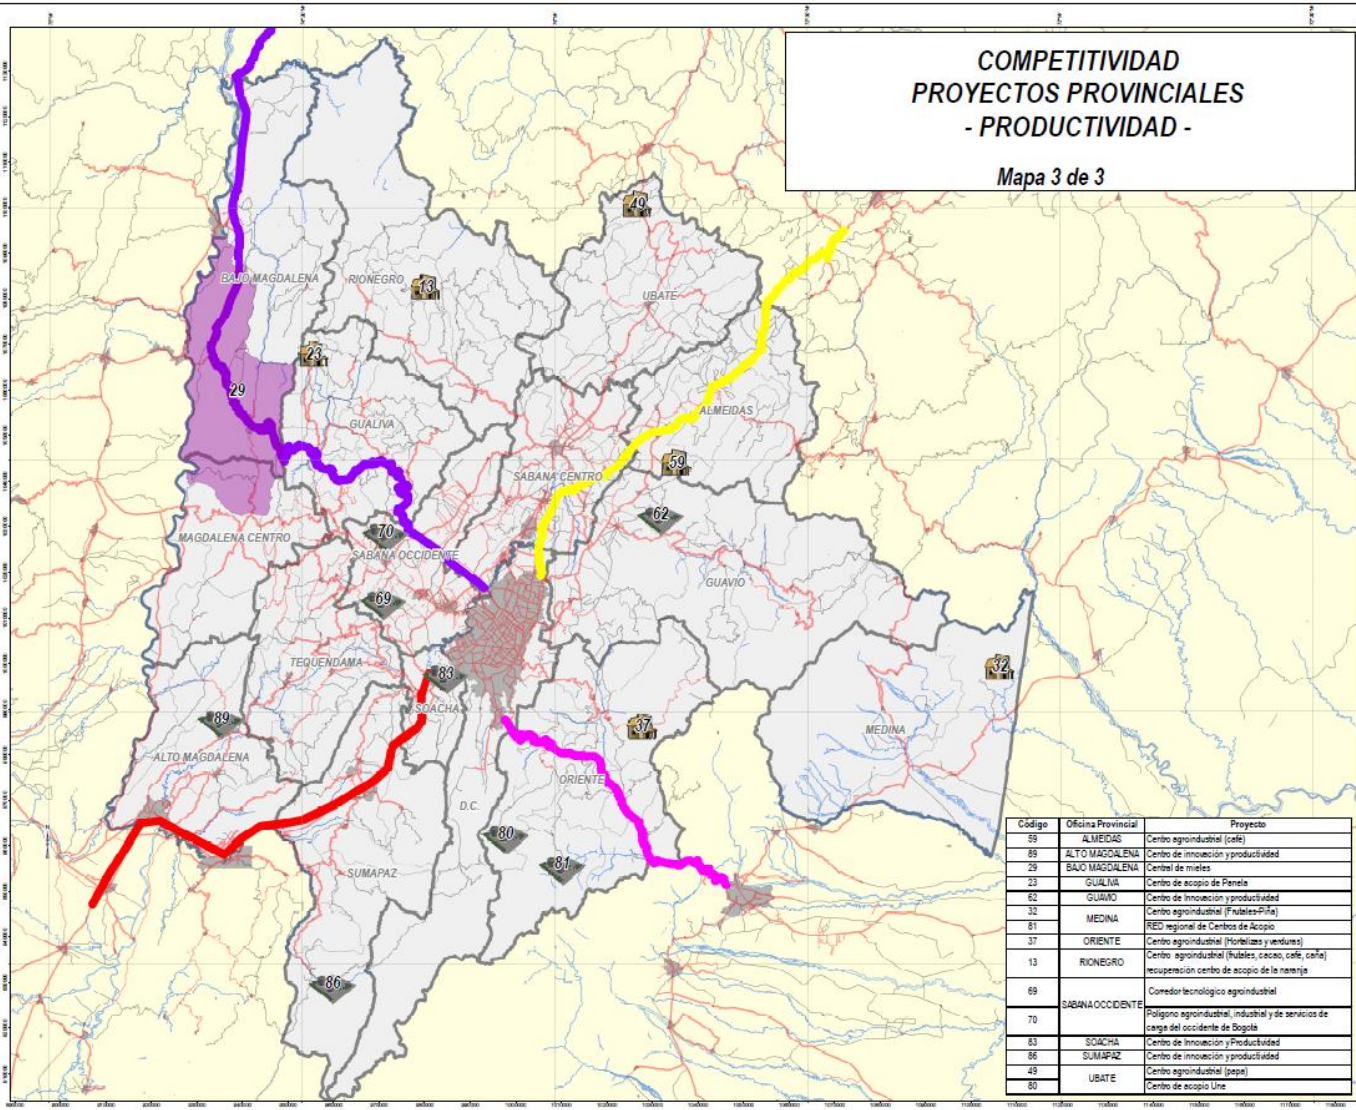 COMPETITIVIDAD
PROYECTOS PROVINCIALES
- PRODUCTIVIDAD -
Mapa 3 de 3
49
BAJO MAGDALENA
RIONEGRO
13
UBATÉ
23
29
GUALIVA
ALMEIDAS
59
SABANA CENTRO
62
MAGDALENA CENTRO
70
SABANA OCCIDENTE
GUAVIO
69
TEQUENDAMA
83
32
SOACHA
89
37
MEDINA
ALTO MAGDALENA
ORIENTE
D.C.
80
81
SUMAPAZ
86
Código Oficina Provincial Proyecto
59 ALMEIDAS Centro agroindustrial (café)
89 ALTO MAGDALENA Centro de innovación y productividad
29 BAJO MAGDALENA Central de mieles
23 GUALIVA Centro de acopio de Panela
62 GUAVIO Centro de Innovación y productividad
32 MEDINA Centro agroindustrial (Frutales-Piña)
81 RED regional de Centros de Acopio
37 ORIENTE Centro agroindustrial (Hortalizas y verduras)
13 RIONEGRO Centro agroindustrial (frutales, cacao, café, caña)
recuperación centro de acopio de la naranja
69 SABANA OCCIDENTE Corredor tecnológico agroindustrial
70 Polígono agroindustrial, industrial y de servicios de
carga del occidente de Bogotá
83 SOACHA Centro de Innovación y Productividad
86 SUMAPAZ Centro de innovación y productividad
49 UBATE Centro agroindustrial (papa)
80 Centro de acopio Une